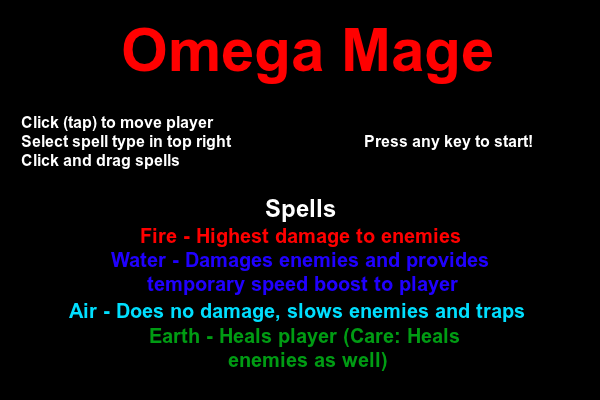 Omega Mage
Click (tap) to move player
Select spell type in top right
Click and drag spells
Press any key to start!
Spells
Fire - Highest damage to enemies
Water - Damages enemies and provides
temporary speed boost to player
Air - Does no damage, slows enemies and traps
Earth - Heals player (Care: Heals
enemies as well)